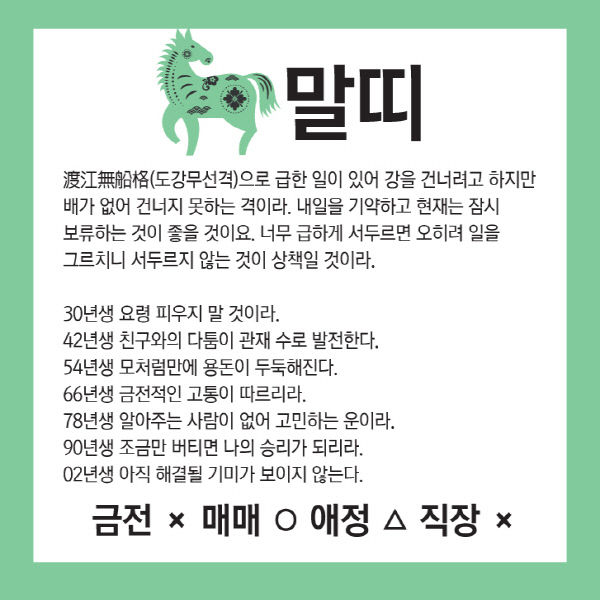 말띠
渡江無船格(도강무선격)으로 급한 일이 있어 강을 건너려고 하지만
배가 없어 건너지 못하는 격이라. 내일을 기약하고 현재는 잠시
보류하는 것이 좋을 것이요. 너무 급하게 서두르면 오히려 일을
그르치니 서두르지 않는 것이 상책일 것이라.
30년생 요령 피우지 말 것이라.
42년생 친구와의 다툼이 관재 수로 발전한다.
54년생 모처럼만에 용돈이 두둑해진다.
66년생 금전적인 고통이 따르리라.
78년생 알아주는 사람이 없어 고민하는 운이라.
90년생 조금만 버티면 나의 승리가 되리라.
02년생 아직 해결될 기미가 보이지 않는다.
금전 × 매매 ○ 애정 △ 직장 ×